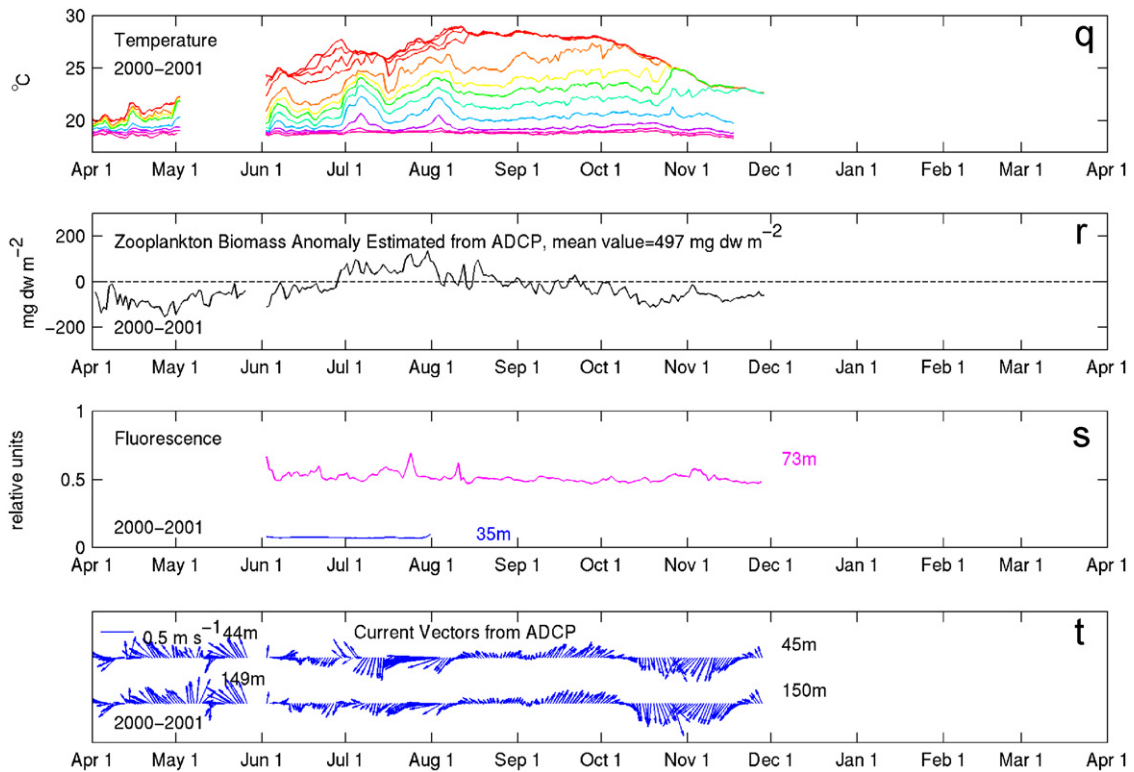 q
Temperature
2000−2001
°C
30
25
20
Apr 1 May 1 Jun 1 Jul 1 Aug 1 Sep 1 Oct 1 Nov 1 Dec 1 Jan 1 Feb 1 Mar 1 Apr 1
r
Zooplankton Biomass Anomaly Estimated from ADCP, mean value=497 mg dw m−2
2000−2001
mg dw m−2
200
0
−200
Apr 1 May 1 Jun 1 Jul 1 Aug 1 Sep 1 Oct 1 Nov 1 Dec 1 Jan 1 Feb 1 Mar 1 Apr 1
s
Fluorescence
73m
2000−2001
35m
relative units
1
0.5
0
Apr 1 May 1 Jun 1 Jul 1 Aug 1 Sep 1 Oct 1 Nov 1 Dec 1 Jan 1 Feb 1 Mar 1 Apr 1
t
0.5 m s−1
44m
Current Vectors from ADCP
45m
149m
150m
2000−2001
Apr 1 May 1 Jun 1 Jul 1 Aug 1 Sep 1 Oct 1 Nov 1 Dec 1 Jan 1 Feb 1 Mar 1 Apr 1